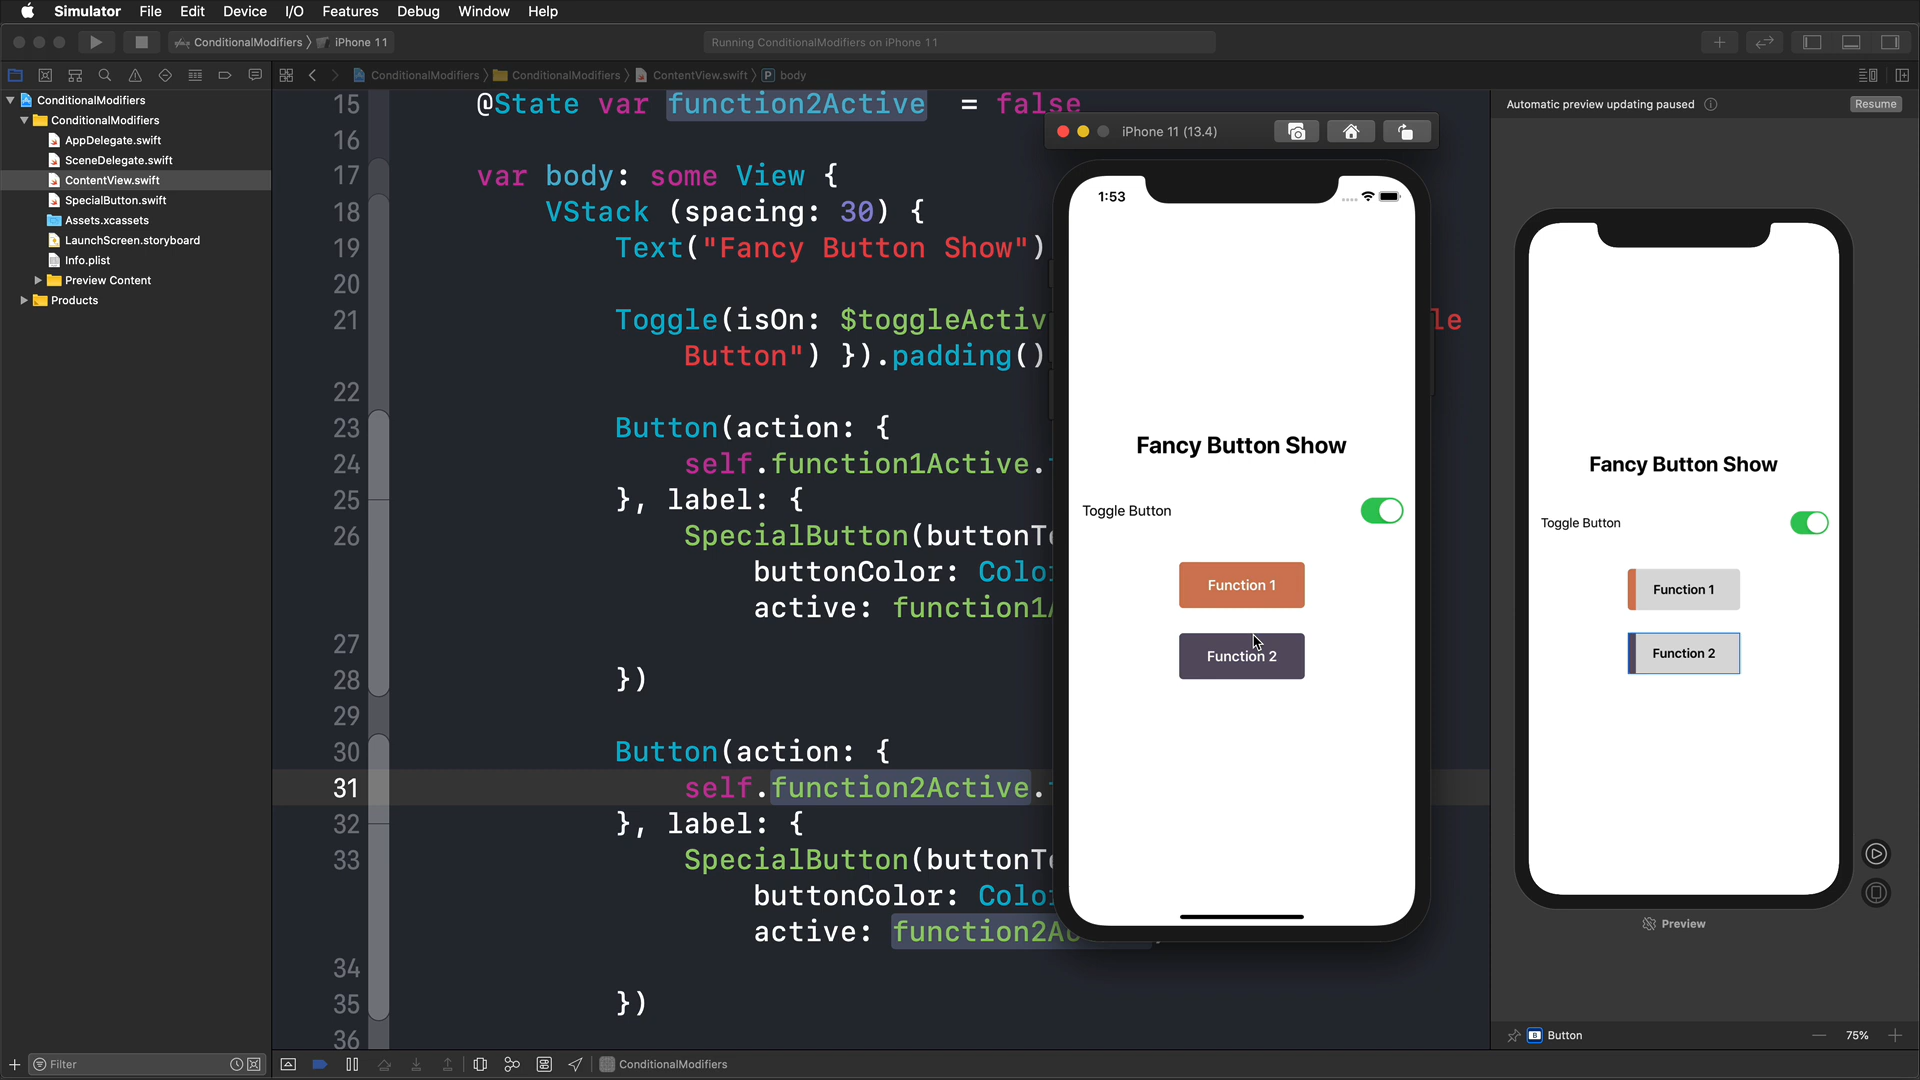 Simulator File Edit Device I/O Features Debug Window Help
ConditionalModifiers iPhone 11
Running ConditionalModifiers on iPhone 11
ConditionalModifiers ConditionalModifiers ContentView.swift P body
ConditionalModifiers
ConditionalModifiers
AppDelegate.swift
SceneDelegate.swift
ContentView.swift
SpecialButton.swift
Assets.xcassets
LaunchScreen.storyboard
Info.plist
Preview Content
Products
Filter
15 @State var function2Active = false
16
17 var body: some View {
18 VStack (spacing: 30) {
19 Text("Fancy Button Show")
20
21 Toggle(isOn: $toggleActiv le
Button") }).padding()
22
23 Button(action: {
24 self.function1Active.
25 }, label: {
26 SpecialButton(buttonTe
buttonColor: Colo
active: function1A
27
28 })
29
30 Button(action: {
31 self.function2Active.
32 }, label: {
33 SpecialButton(buttonTe
buttonColor: Colo
active: function2Ac
34
35 })
36
ConditionalModifiers
iPhone 11 (13.4)
1:53
Fancy Button Show
Toggle Button
Function 1
Function 2
Automatic preview updating paused Resume
Fancy Button Show
Toggle Button
Function 1
Function 2
Preview
B Button 75%